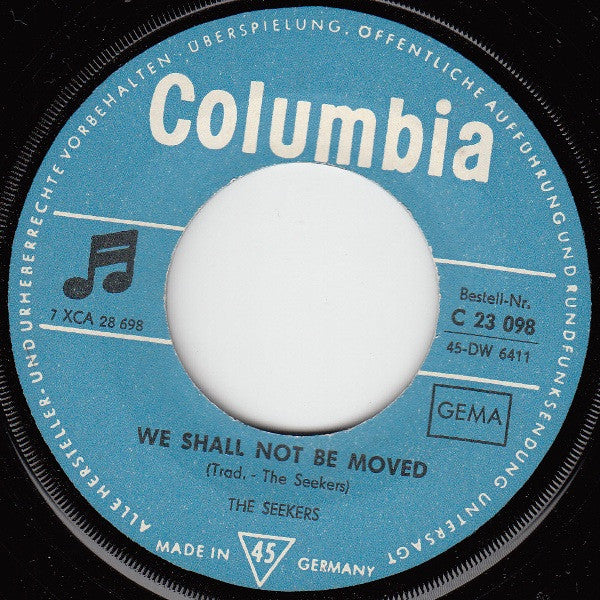 ALLE HERSTELLER- UND URHEBERRECHTE VORBEHALTEN. ÜBERSPIELUNG, ÖFFENTLICHE AUFFÜHRUNG UND RUNDFUNKSENDUNG UNTERSAGT
Columbia
7 XCA 28 698
Bestell-Nr.
C 23 098
45-DW 6411
GEMA
WE SHALL NOT BE MOVED
(Trad. - The Seekers)
THE SEEKERS
MADE IN 45 GERMANY